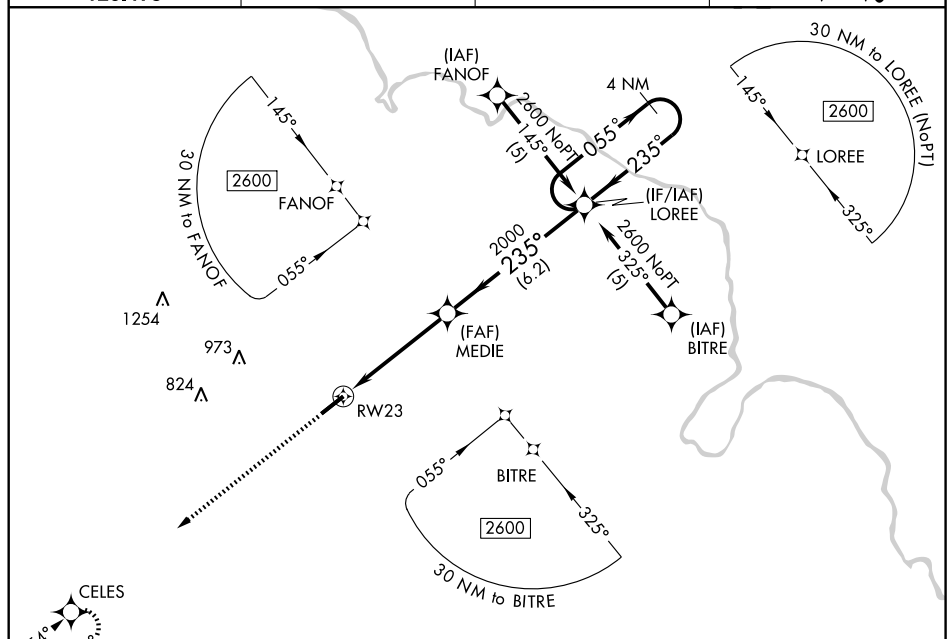 (IAF)
FANOF
2600 NoPT
145°
(5)
4 NM
055°
235°
(IF/IAF)
LOREE
2600 NoPT
325°
(5)
(IAF)
BITRE
2000
235°
(6.2)
(FAF)
MEDIE
RW23
145°
2600
FANOF
055°
30 NM to FANOF
30 NM to LOREE (NoPT)
145°
2600
LOREE
325°
1254
973
824
055°
BITRE
325°
2600
30 NM to BITRE
CELES